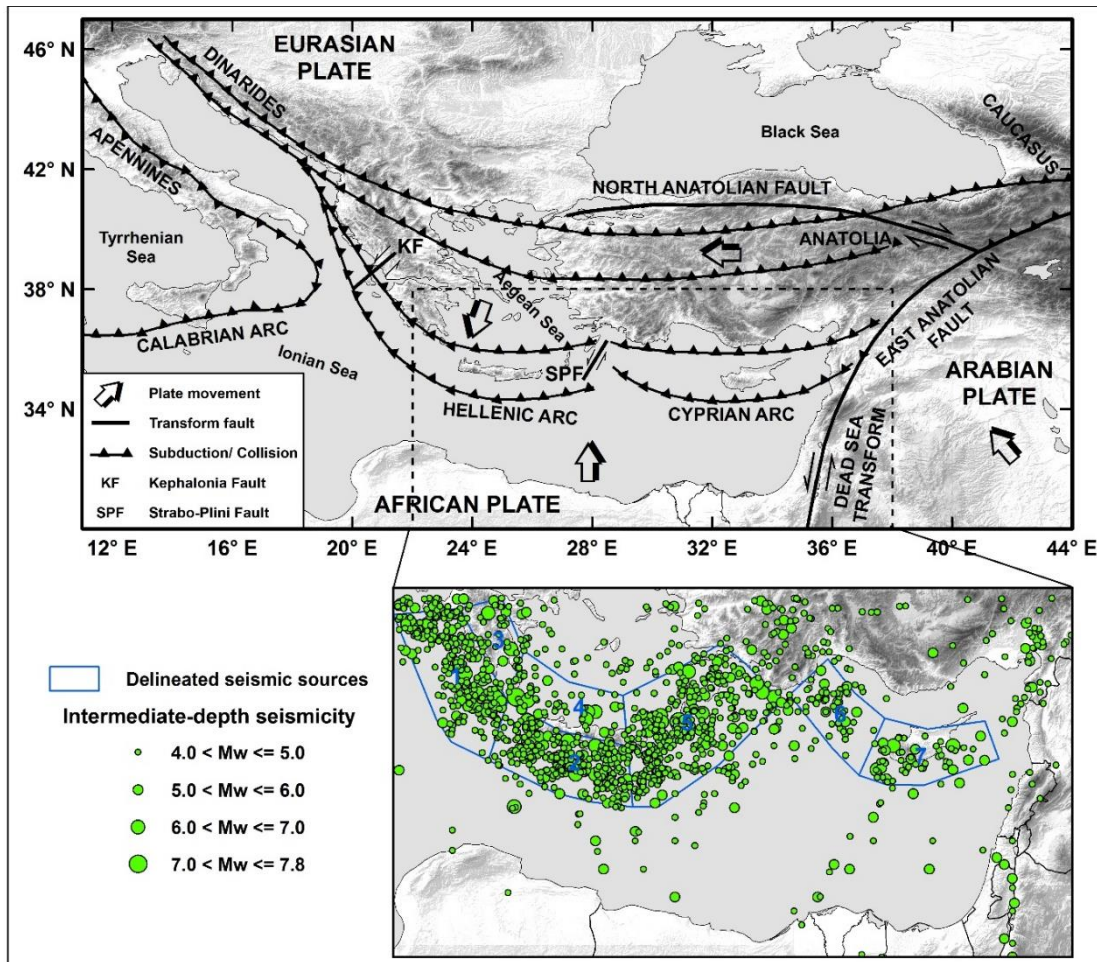 46° N
42° N
38° N
34° N
EURASIAN
PLATE
DINARIDES
APENNINES
Black Sea
CAUCASUS
NORTH ANATOLIAN FAULT
ANATOLIA
Tyrrhenian
Sea
KF
Aegean Sea
EAST ANATOLIAN
FAULT
CALABRIAN ARC
Ionian Sea
SPF
HELLENIC ARC
CYPRIAN ARC
ARABIAN
PLATE
DEAD SEA
TRANSFORM
AFRICAN PLATE
Plate movement
Transform fault
Subduction/ Collision
KF Kephalonia Fault
SPF Strabo-Plini Fault
12° E 16° E 20° E 24° E 28° E 32° E 36° E 40° E 44° E
Delineated seismic sources
Intermediate-depth seismicity
4.0 < Mw <= 5.0
5.0 < Mw <= 6.0
6.0 < Mw <= 7.0
7.0 < Mw <= 7.8
1
2
3
4
5
6
7